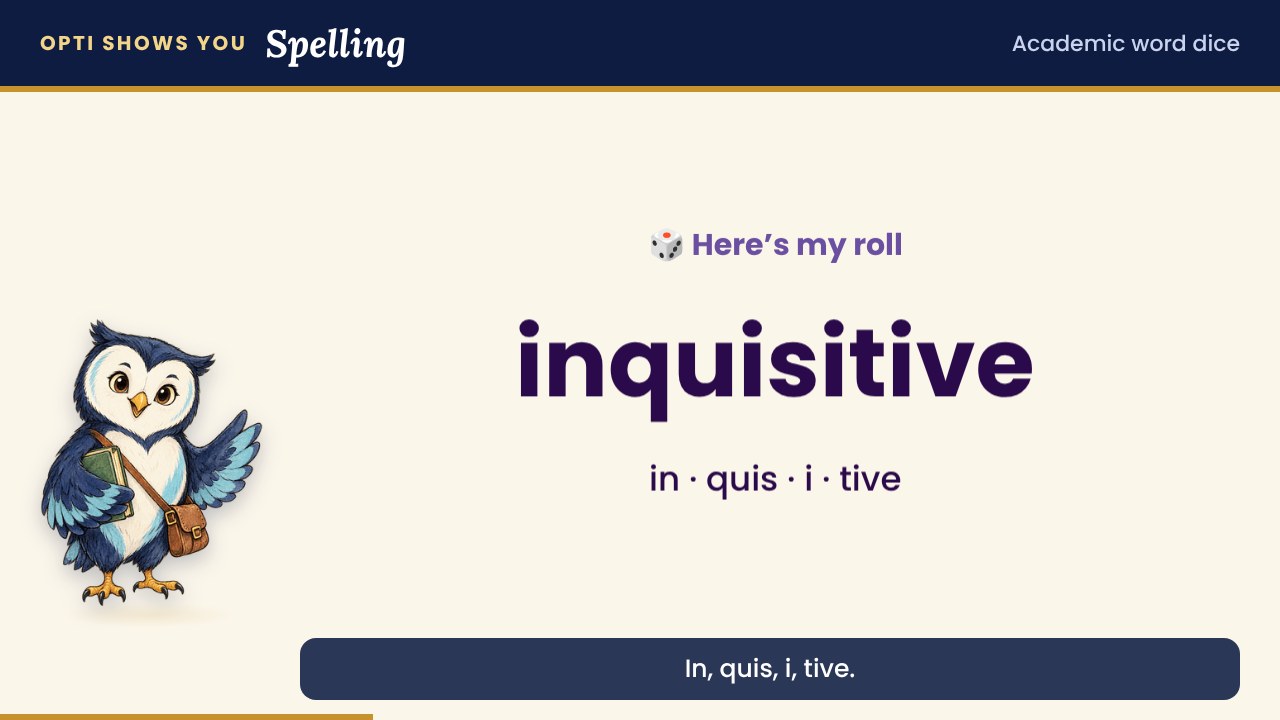 OPTI SHOWS YOU Spelling
Academic word dice
🎲 Here’s my roll
inquisitive
in · quis · i · tive
In, quis, i, tive.